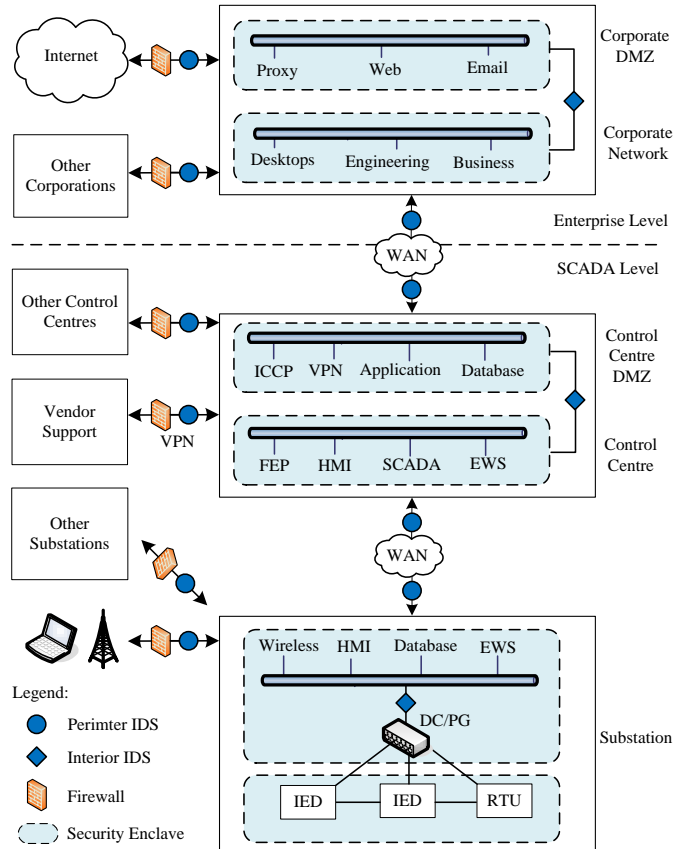 Internet
Proxy
Web
Email
Corporate
DMZ
Other
Corporations
Desktops
Engineering
Business
Corporate
Network
Enterprise Level
WAN
SCADA Level
Other Control
Centres
ICCP
VPN
Application
Database
Control
Centre
DMZ
Vendor
Support
VPN
FEP
HMI
SCADA
EWS
Control
Centre
Other
Substations
WAN
Wireless
HMI
Database
EWS
DC/PG
Substation
IED
IED
RTU
Legend:
Perimter IDS
Interior IDS
Firewall
Security Enclave